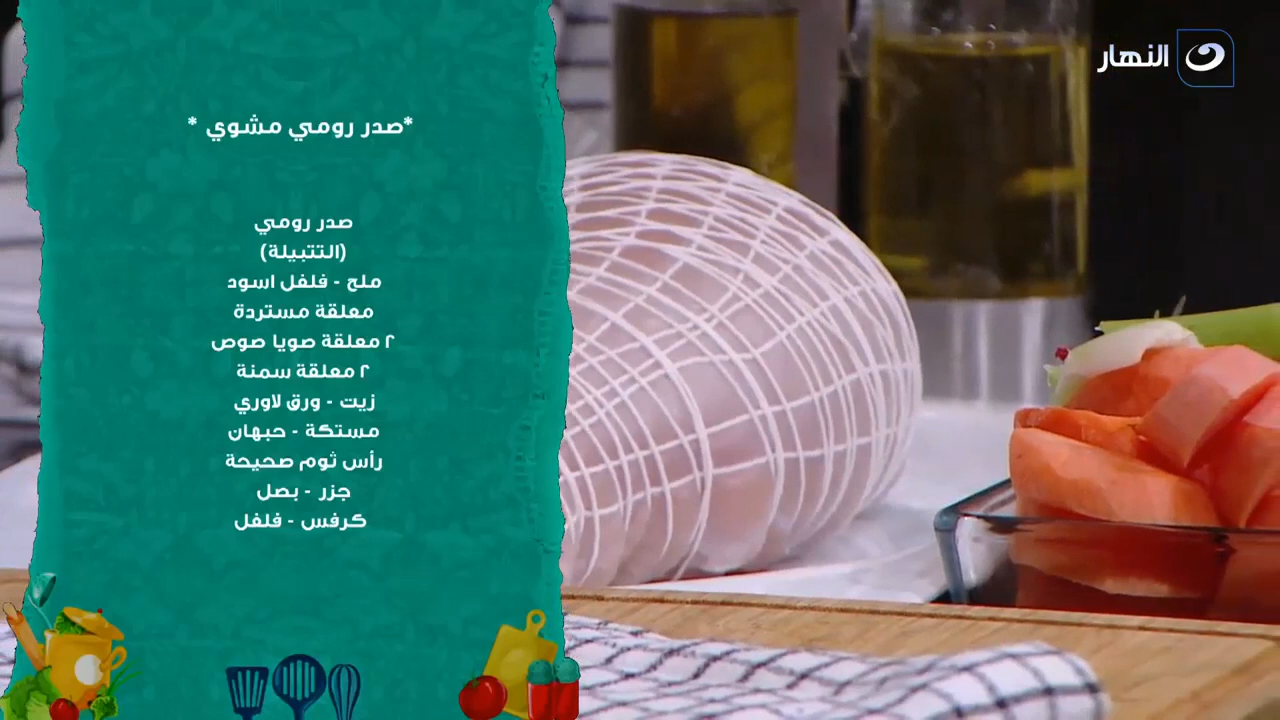 النهار
*صدر رومي مشوي *
صدر رومي
(التتبيلة)
ملح - فلفل اسود
معلقة مستردة
٢ معلقة صويا صوص
٢ معلقة سمنة
زيت - ورق لاوري
مستكة - حبهان
رأس ثوم صحيحة
جزر - بصل
كرفس - فلفل